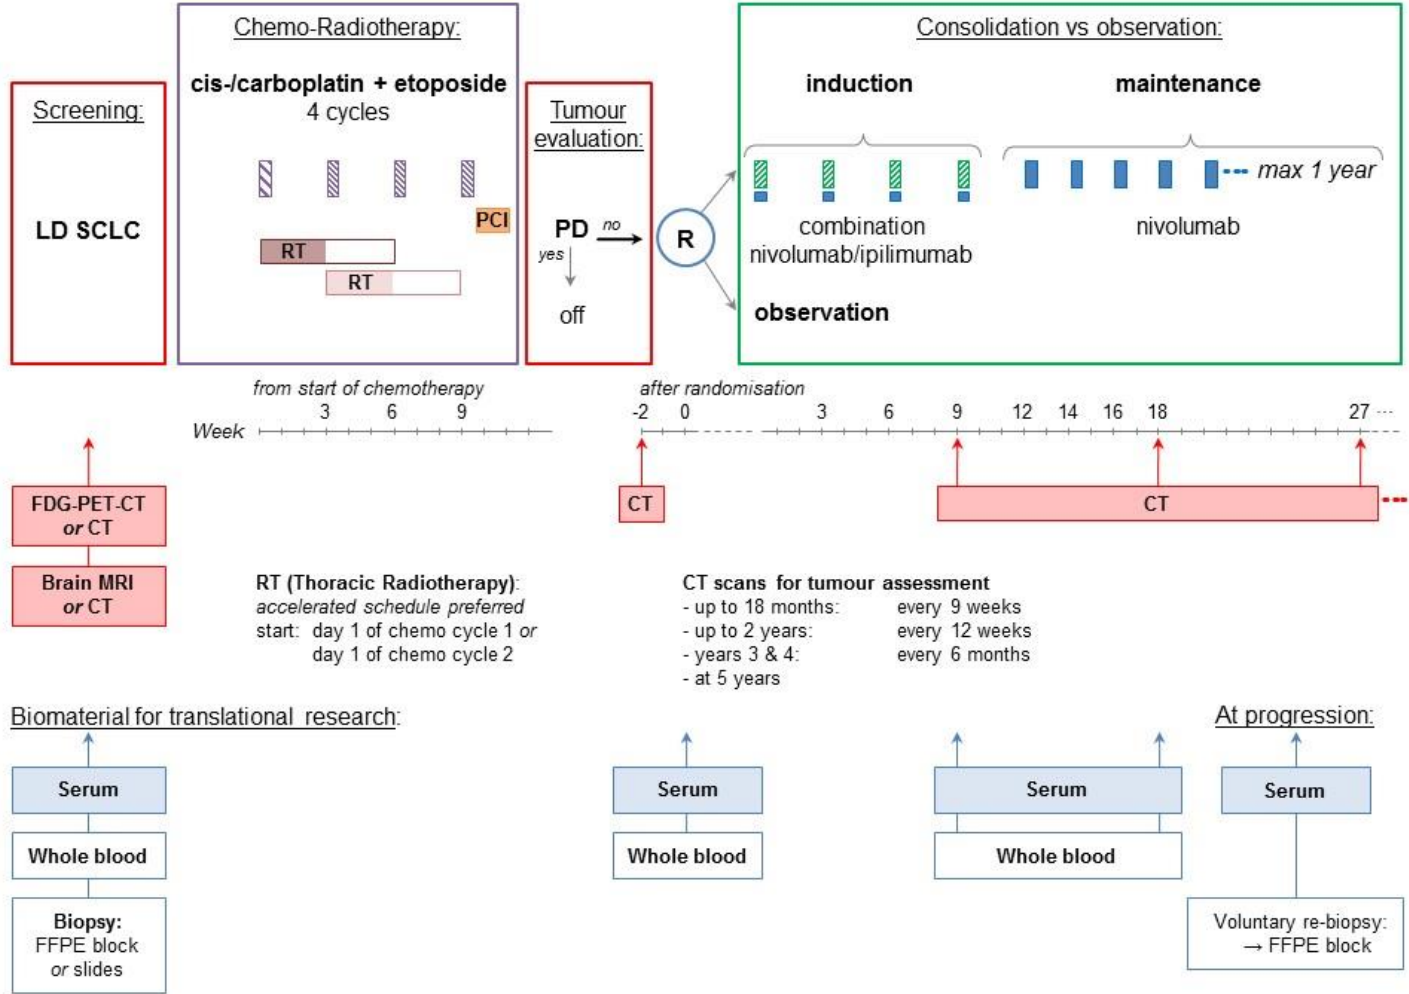 Screening:
LD SCLC
Chemo-Radiotherapy:
cis-/carboplatin + etoposide
4 cycles
PCI
RT
RT
Tumour
evaluation:
PD
no
yes
off
R
Consolidation vs observation:
induction
maintenance
max 1 year
combination
nivolumab/ipilimumab
nivolumab
observation
from start of chemotherapy
3 6 9
Week
after randomisation
-2 0 3 6 9 12 14 16 18 27 ...
FDG-PET-CT
or CT
Brain MRI
or CT
CT
CT
RT (Thoracic Radiotherapy):
accelerated schedule preferred
start: day 1 of chemo cycle 1 or
day 1 of chemo cycle 2
CT scans for tumour assessment
- up to 18 months: every 9 weeks
- up to 2 years: every 12 weeks
- years 3 & 4: every 6 months
- at 5 years
Biomaterial for translational research:
At progression:
Serum
Whole blood
Biopsy:
FFPE block
or slides
Serum
Whole blood
Serum
Whole blood
Serum
Voluntary re-biopsy:
→ FFPE block